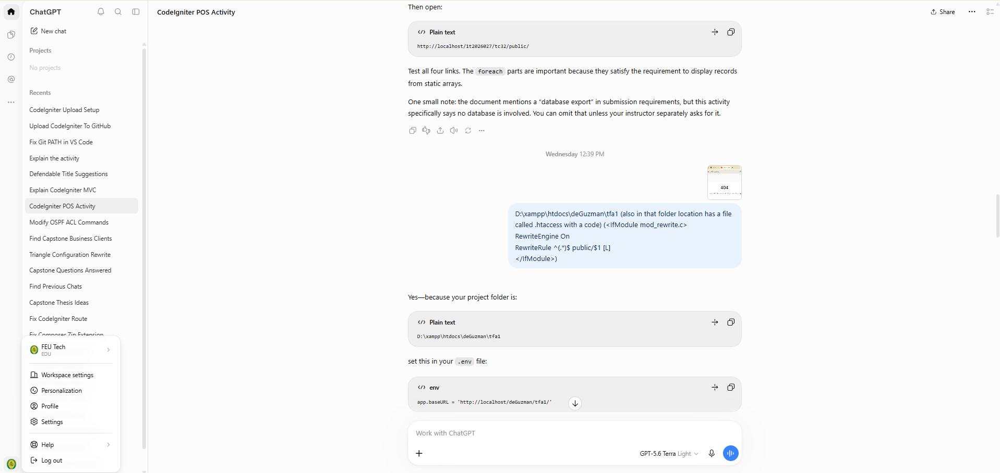 ChatGPT
New chat
Projects
No projects
Recents
CodeIgniter Upload Setup
Upload CodeIgniter To GitHub
Fix Git PATH in VS Code
Explain the activity
Defendable Title Suggestions
Explain CodeIgniter MVC
CodeIgniter POS Activity
Modify OSPF ACL Commands
Find Capstone Business Clients
Triangle Configuration Rewrite
Capstone Questions Answered
Find Previous Chats
Capstone Thesis Ideas
Fix CodeIgniter Route
Fix Composer Zip Extension
FEU Tech
EDU
Workspace settings
Personalization
Profile
Settings
Help
Log out
CodeIgniter POS Activity
Share
Then open:
Plain text
http://localhost/1t2026027/tc32/public/
Test all four links. The foreach parts are important because they satisfy the requirement to display records
from static arrays.
One small note: the document mentions a “database export” in submission requirements, but this activity
specifically says no database is involved. You can omit that unless your instructor separately asks for it.
Wednesday 12:39 PM
404
D:\xampp\htdocs\deGuzman\tfa1 (also in that folder location has a file
called .htaccess with a code) (<IfModule mod_rewrite.c>
RewriteEngine On
RewriteRule ^(.*)$ public/$1 [L]
</IfModule>)
Yes—because your project folder is:
Plain text
D:\xampp\htdocs\deGuzman\tfa1
set this in your .env file:
env
app.baseURL = 'http://localhost/deGuzman/tfa1/'
Work with ChatGPT
GPT-5.6 Terra Light